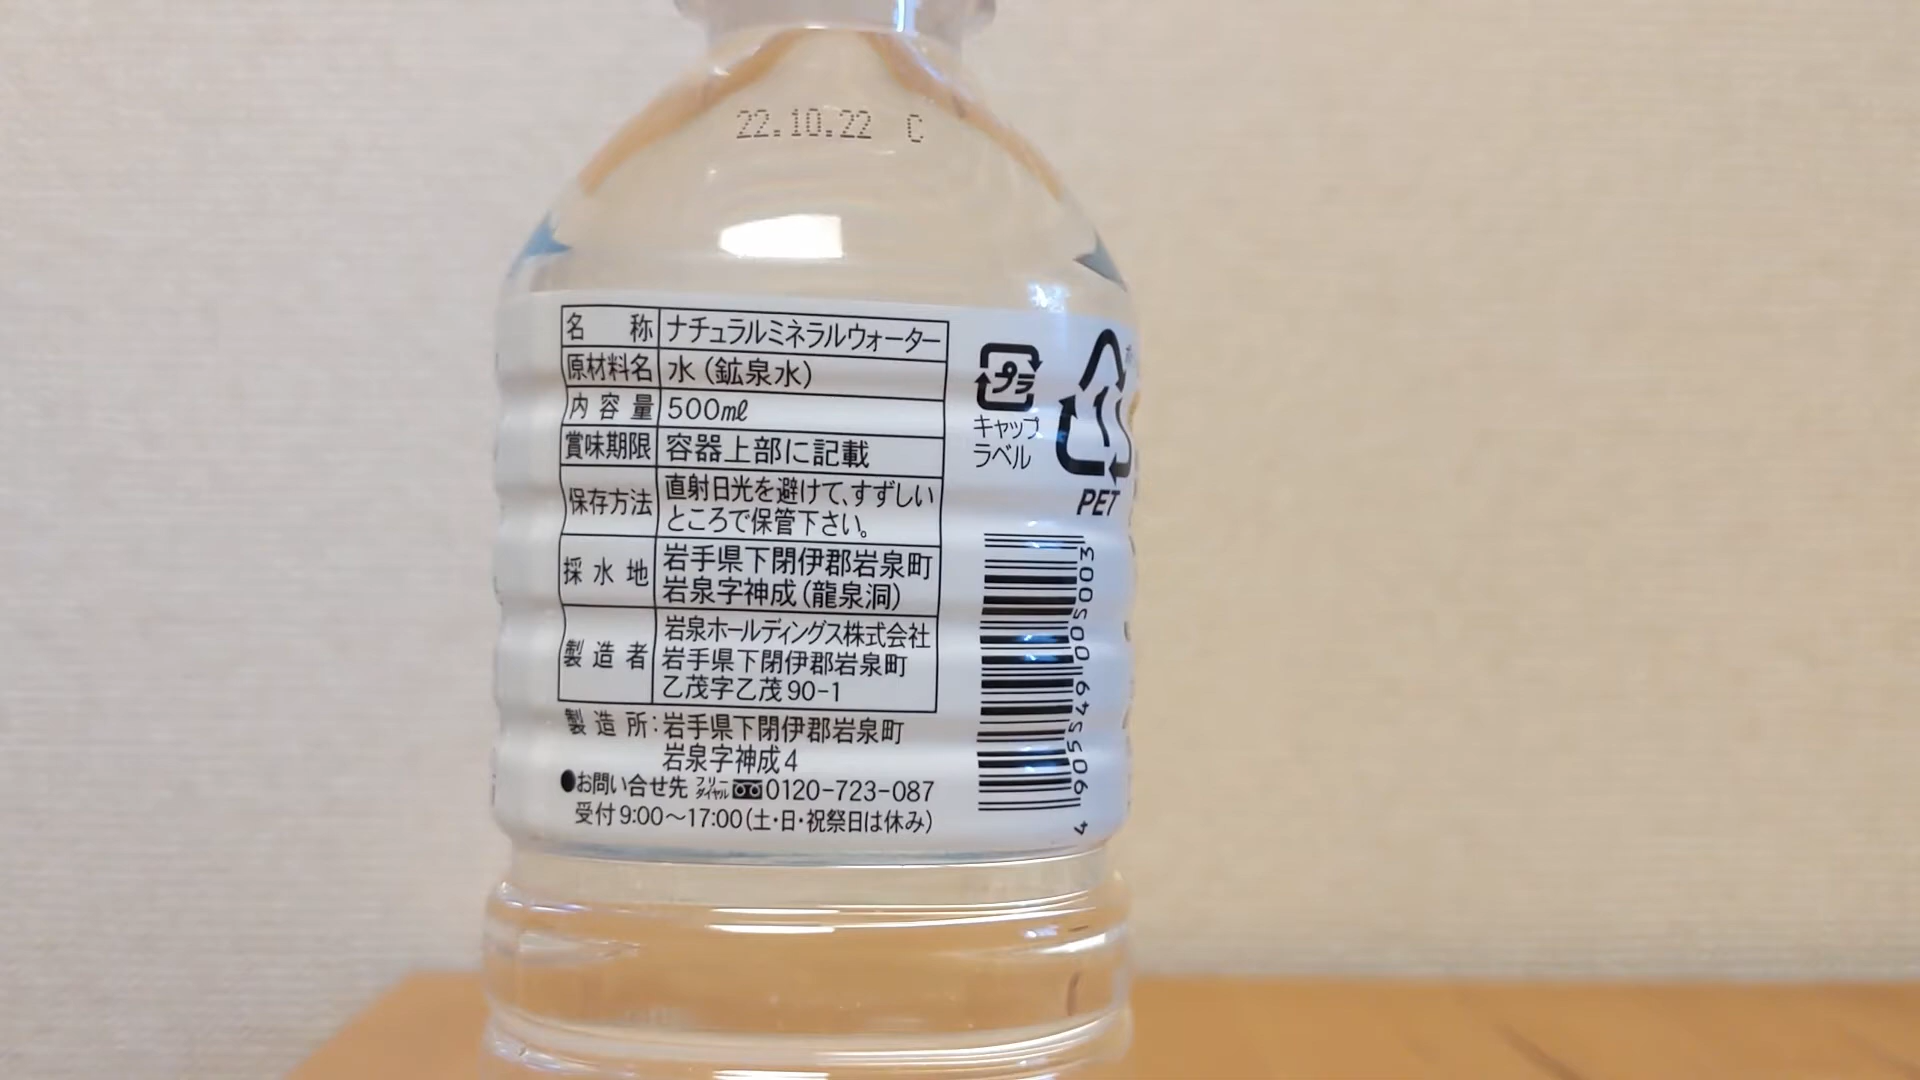 22.10.22 C
名称 ナチュラルミネラルウォーター
原材料名 水(鉱泉水)
内容量 500mℓ
賞味期限 容器上部に記載
保存方法 直射日光を避けて、すずしい
ところで保管下さい。
採水地 岩手県下閉伊郡岩泉町
岩泉字神成(龍泉洞)
製造者 岩泉ホールディングス株式会社
岩手県下閉伊郡岩泉町
乙茂字乙茂90-1
製造所:岩手県下閉伊郡岩泉町
岩泉字神成4
●お問い合せ先 フリーダイヤル 0120-723-087
受付9:00～17:00(土・日・祝祭日は休み)
プラ
キャップ
ラベル
1
PET
4905549005003